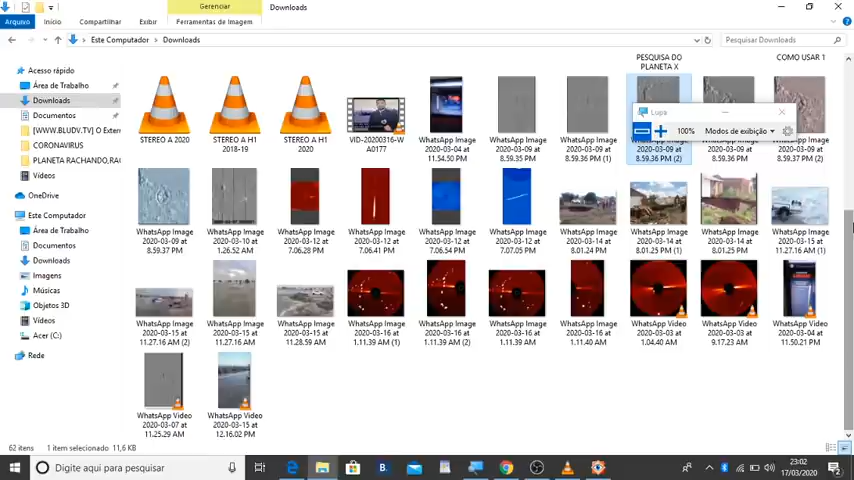 Gerenciar
Downloads
Arquivo
Início
Compartilhar
Exibir
Ferramentas de Imagem
Este Computador
Downloads
Pesquisar Downloads
Acesso rápido
Área de Trabalho
Downloads
Documentos
[WWW.BLUDV.TV] O Exterr
CORONAVIRUS
PLANETA RACHANDO,RAC
Vídeos
OneDrive
Este Computador
Área de Trabalho
Documentos
Downloads
Imagens
Músicas
Objetos 3D
Vídeos
Acer (C:)
Rede
PESQUISA DO
PLANETA X
COMO USAR 1
Lupa
100%
Modos de exibição
STEREO A 2020
STEREO A H1
2018-19
STEREO A H1
2020
VID-20200316-W
A0177
WhatsApp Image
2020-03-04 at
11.54.50 PM
WhatsApp Image
2020-03-09 at
8.59.35 PM
WhatsApp Image
2020-03-09 at
8.59.36 PM (1)
WhatsApp Image
2020-03-09 at
8.59.36 PM (2)
WhatsApp Image
2020-03-09 at
8.59.36 PM
WhatsApp Image
2020-03-09 at
8.59.37 PM (2)
WhatsApp Image
2020-03-09 at
8.59.37 PM
WhatsApp Image
2020-03-10 at
1.26.52 AM
WhatsApp Image
2020-03-12 at
7.06.28 PM
WhatsApp Image
2020-03-12 at
7.06.41 PM
WhatsApp Image
2020-03-12 at
7.06.54 PM
WhatsApp Image
2020-03-12 at
7.07.05 PM
WhatsApp Image
2020-03-14 at
8.01.24 PM
WhatsApp Image
2020-03-14 at
8.01.25 PM (1)
WhatsApp Image
2020-03-14 at
8.01.25 PM
WhatsApp Image
2020-03-15 at
11.27.16 AM (1)
WhatsApp Image
2020-03-15 at
11.27.16 AM (2)
WhatsApp Image
2020-03-15 at
11.27.16 AM
WhatsApp Image
2020-03-15 at
11.28.59 AM
WhatsApp Image
2020-03-16 at
1.11.39 AM (1)
WhatsApp Image
2020-03-16 at
1.11.39 AM (2)
WhatsApp Image
2020-03-16 at
1.11.39 AM
WhatsApp Image
2020-03-16 at
1.11.40 AM
WhatsApp Video
2020-03-03 at
1.04.40 AM
WhatsApp Video
2020-03-03 at
9.17.23 AM
WhatsApp Video
2020-03-04 at
11.50.21 PM
WhatsApp Video
2020-03-07 at
11.25.29 AM
WhatsApp Video
2020-03-15 at
12.16.02 PM
62 itens
1 item selecionado 11,6 KB
Digite aqui para pesquisar
B.
23:02
17/03/2020
2